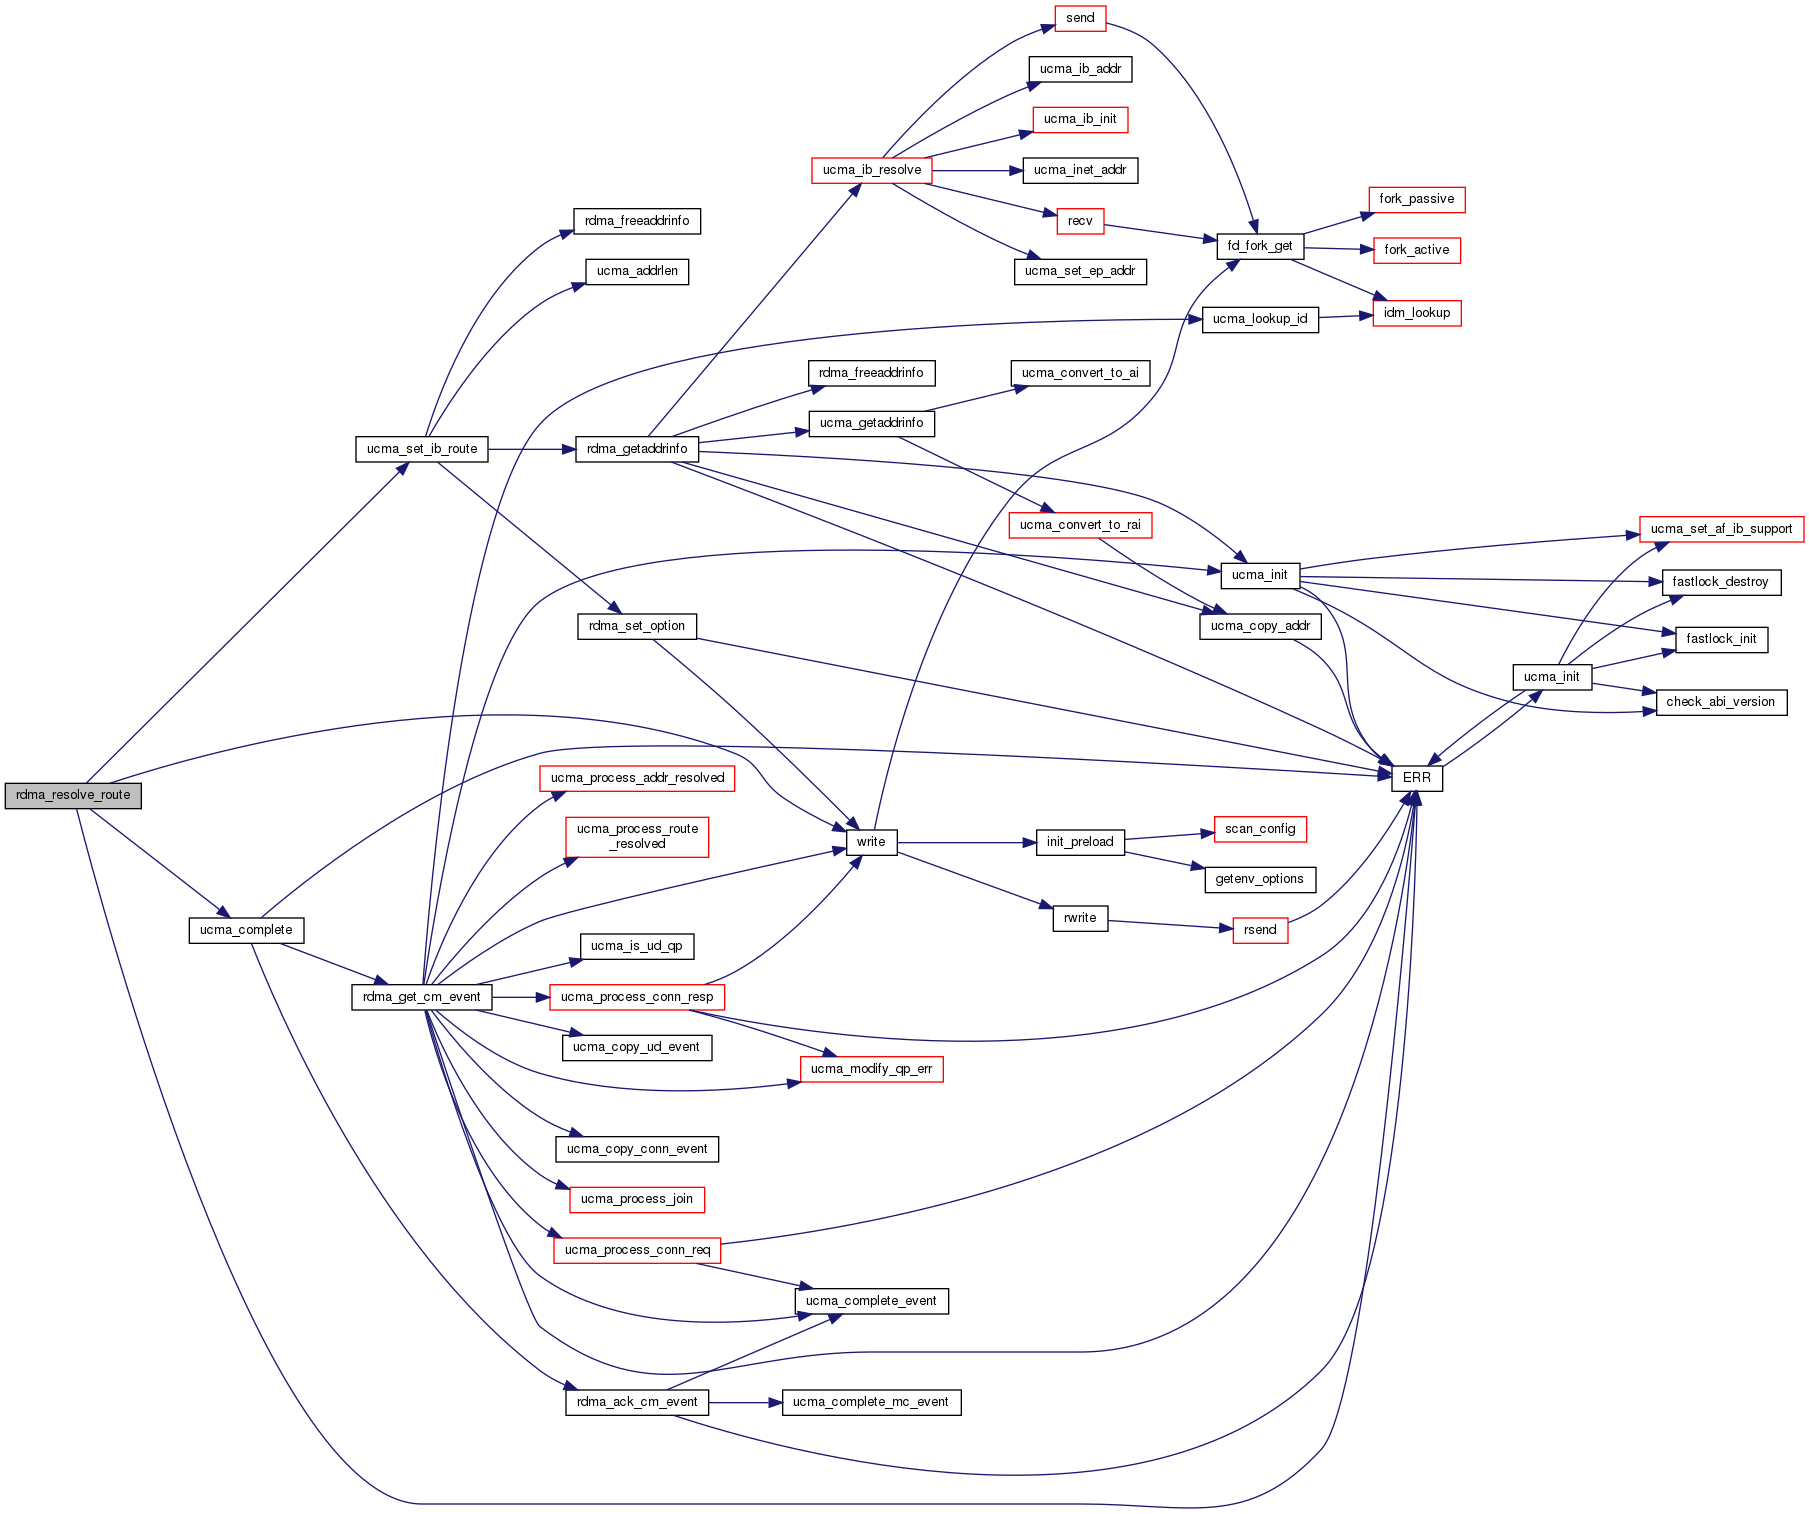 send
ucma_ib_addr
ucma_ib_init
ucma_ib_resolve
ucma_inet_addr
fork_passive
rdma_freeaddrinfo
recv
fd_fork_get
fork_active
ucma_addrlen
ucma_set_ep_addr
ucma_lookup_id
idm_lookup
rdma_freeaddrinfo
ucma_convert_to_ai
ucma_getaddrinfo
ucma_set_ib_route
rdma_getaddrinfo
ucma_convert_to_rai
ucma_set_af_ib_support
ucma_init
fastlock_destroy
rdma_set_option
ucma_copy_addr
fastlock_init
ucma_init
check_abi_version
ucma_process_addr_resolved
ERR
rdma_resolve_route
ucma_process_route
_resolved
write
init_preload
scan_config
getenv_options
rwrite
rsend
ucma_complete
ucma_is_ud_qp
rdma_get_cm_event
ucma_process_conn_resp
ucma_copy_ud_event
ucma_modify_qp_err
ucma_copy_conn_event
ucma_process_join
ucma_process_conn_req
ucma_complete_event
rdma_ack_cm_event
ucma_complete_mc_event